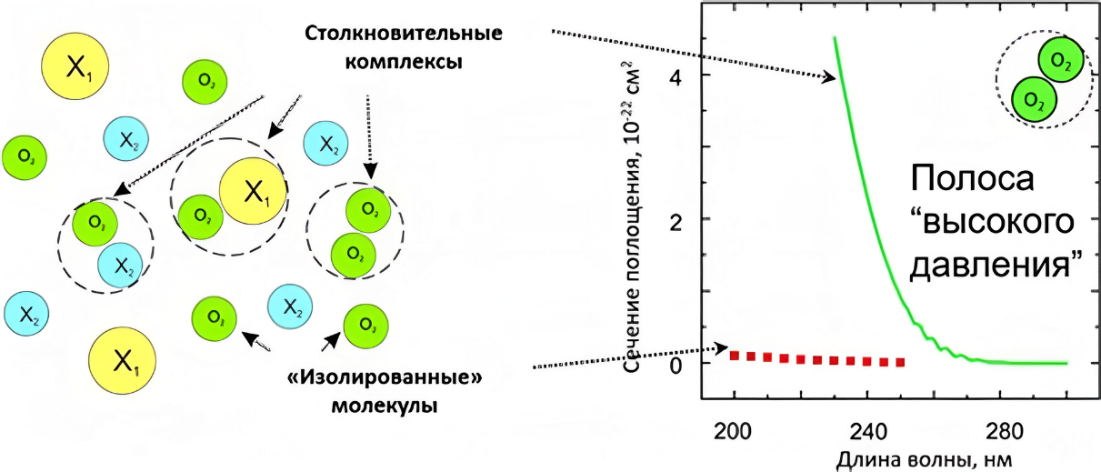 Столкновительные
комплексы
X₁
O₂
X₂
X₂
O₂
X₁
O₂
O₂
O₂
X₂
O₂
X₂
X₂
O₂
O₂
X₁
«Изолированные»
молекулы
Сечение поглощения, 10⁻²² см²
4
2
0
O₂
O₂
Полоса
“высокого
давления”
200
240
280
Длина волны, нм